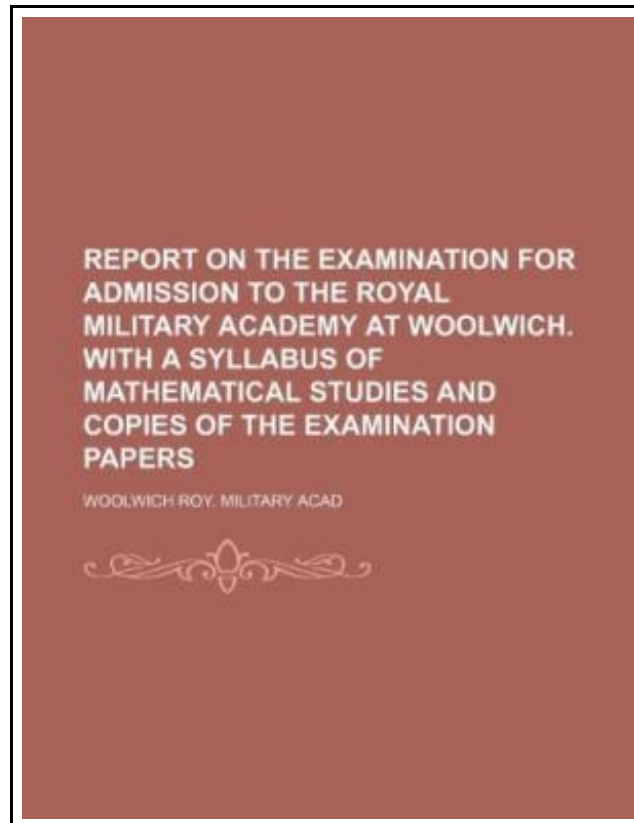 REPORT ON THE EXAMINATION FOR
ADMISSION TO THE ROYAL
MILITARY ACADEMY AT WOOLWICH.
WITH A SYLLABUS OF
MATHEMATICAL STUDIES AND
COPIES OF THE EXAMINATION
PAPERS
WOOLWICH ROY. MILITARY ACAD